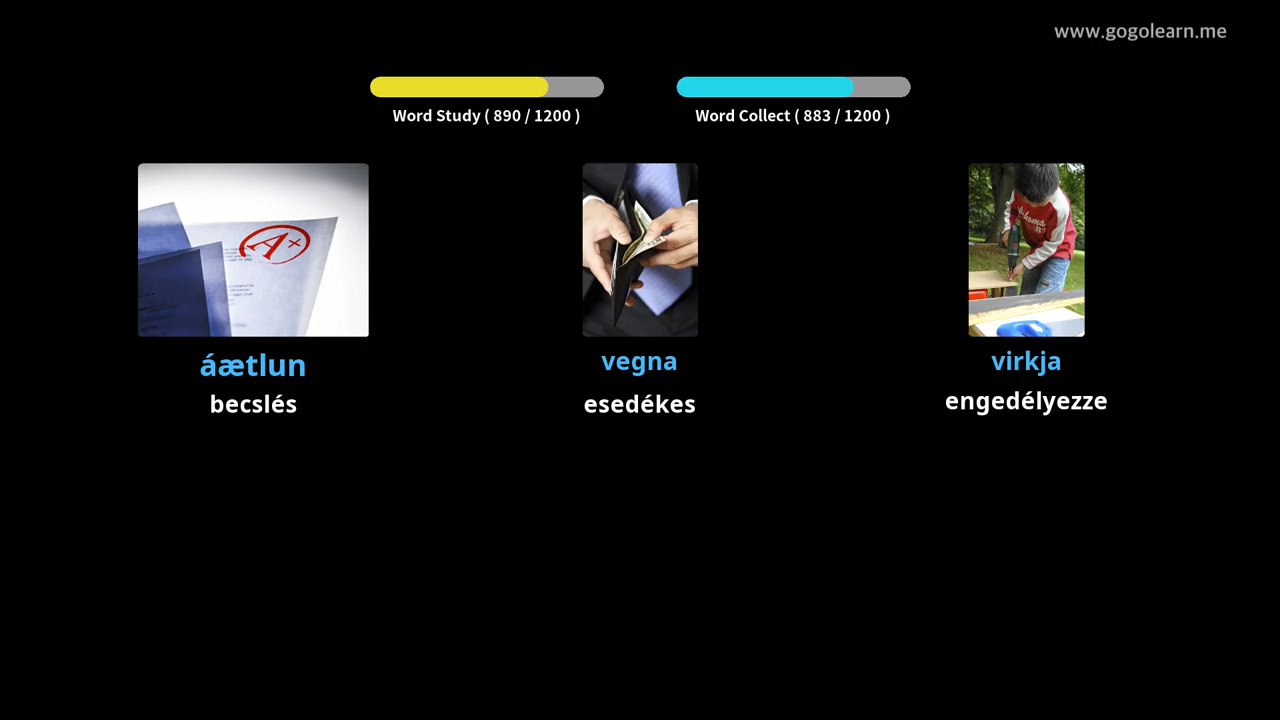 www.gogolearn.me
Word Study ( 890 / 1200 )
Word Collect ( 883 / 1200 )
A+
áætlun
vegna
virkja
becslés
esedékes
engedélyezze